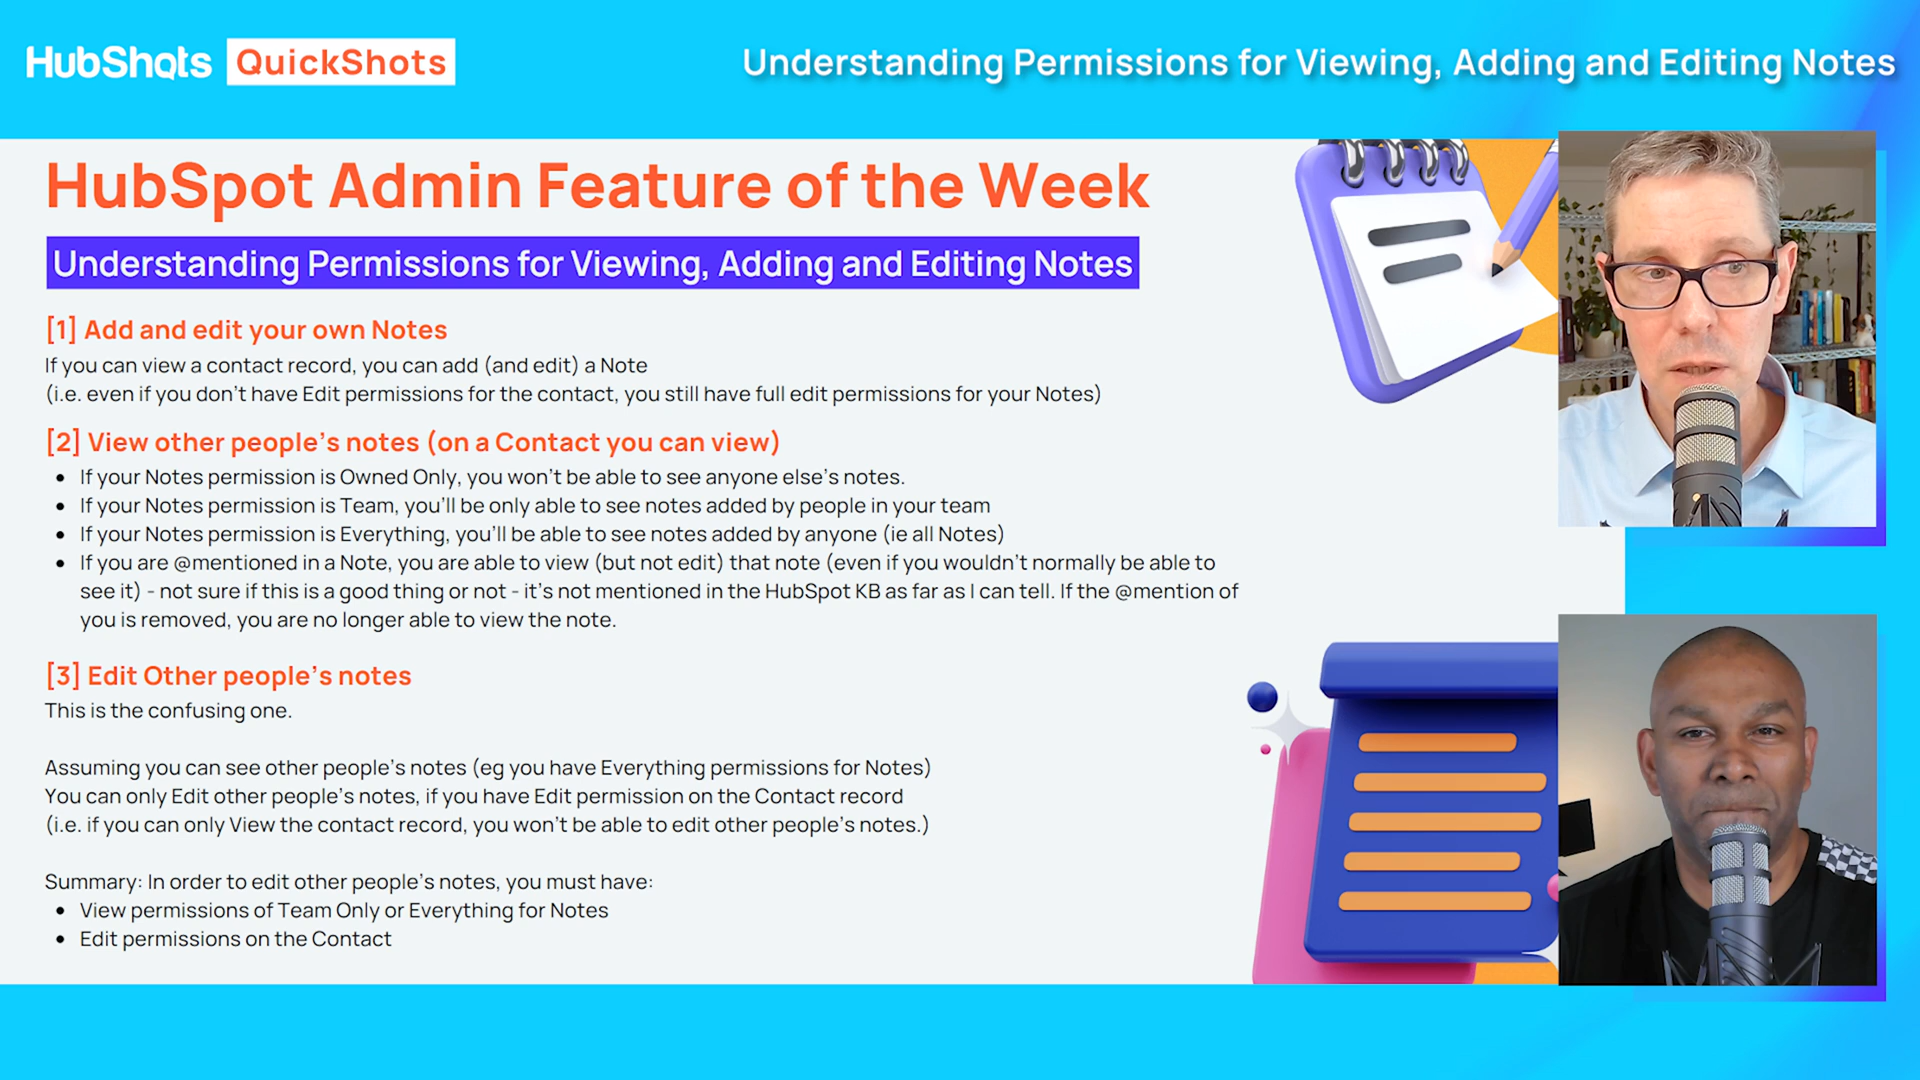 HubShots QuickShots
Understanding Permissions for Viewing, Adding and Editing Notes
HubSpot Admin Feature of the Week
Understanding Permissions for Viewing, Adding and Editing Notes
[1] Add and edit your own Notes
If you can view a contact record, you can add (and edit) a Note
(i.e. even if you don't have Edit permissions for the contact, you still have full edit permissions for your Notes)
[2] View other people's notes (on a Contact you can view)
• If your Notes permission is Owned Only, you won't be able to see anyone else's notes.
• If your Notes permission is Team, you'll be only able to see notes added by people in your team
• If your Notes permission is Everything, you'll be able to see notes added by anyone (ie all Notes)
• If you are @mentioned in a Note, you are able to view (but not edit) that note (even if you wouldn't normally be able to
see it) - not sure if this is a good thing or not - it's not mentioned in the HubSpot KB as far as I can tell. If the @mention of
you is removed, you are no longer able to view the note.
[3] Edit Other people's notes
This is the confusing one.
Assuming you can see other people's notes (eg you have Everything permissions for Notes)
You can only Edit other people's notes, if you have Edit permission on the Contact record
(i.e. if you can only View the contact record, you won't be able to edit other people's notes.)
Summary: In order to edit other people's notes, you must have:
• View permissions of Team Only or Everything for Notes
• Edit permissions on the Contact